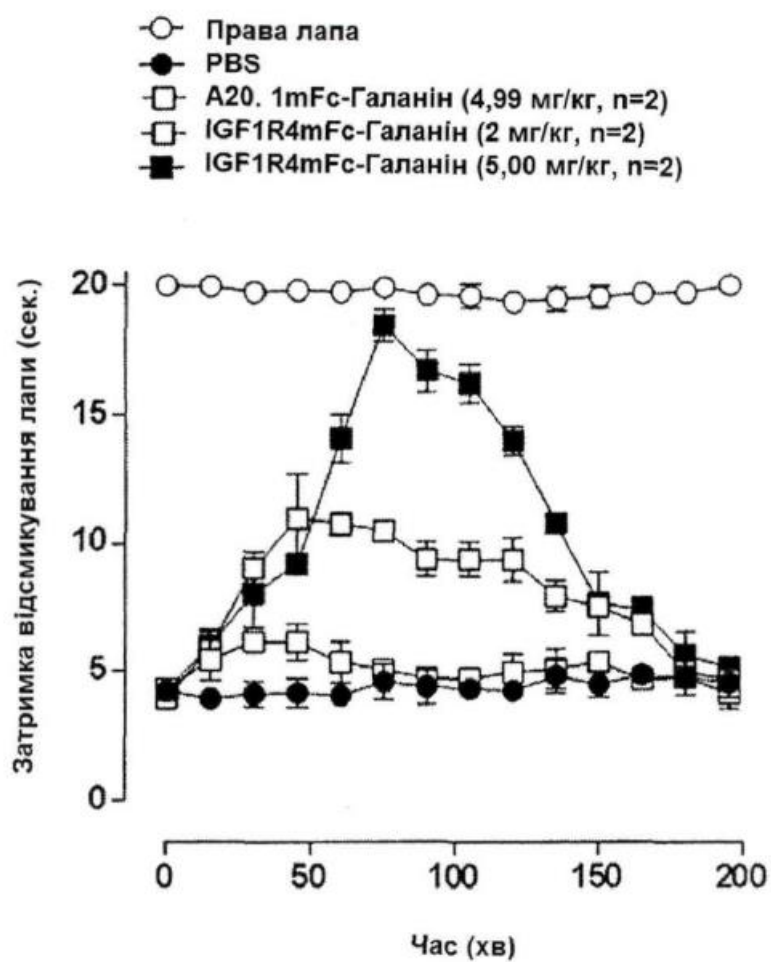 Права лапа
PBS
A20. 1mFc-Галанін (4,99 мг/кг, n=2)
IGF1R4mFc-Галанін (2 мг/кг, n=2)
IGF1R4mFc-Галанін (5,00 мг/кг, n=2)
Затримка відсмикування лапи (сек.)
20
15
10
5
0
0 50 100 150 200
Час (хв)